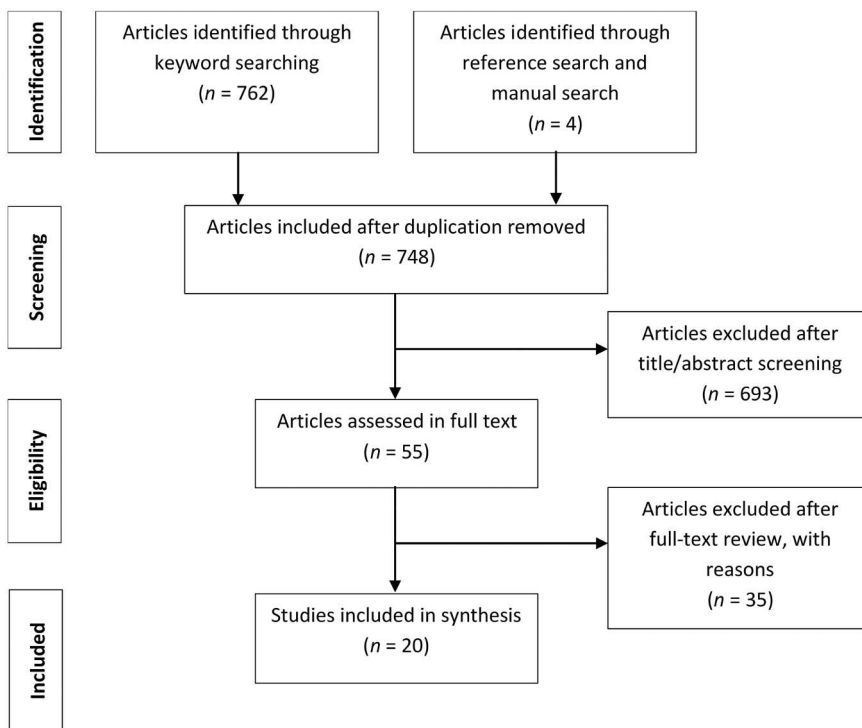 Identification
Articles identified through
keyword searching
(n = 762)
Articles identified through
reference search and
manual search
(n = 4)
Screening
Articles included after duplication removed
(n = 748)
Articles excluded after
title/abstract screening
(n = 693)
Eligibility
Articles assessed in full text
(n = 55)
Articles excluded after
full-text review, with
reasons
(n = 35)
Included
Studies included in synthesis
(n = 20)